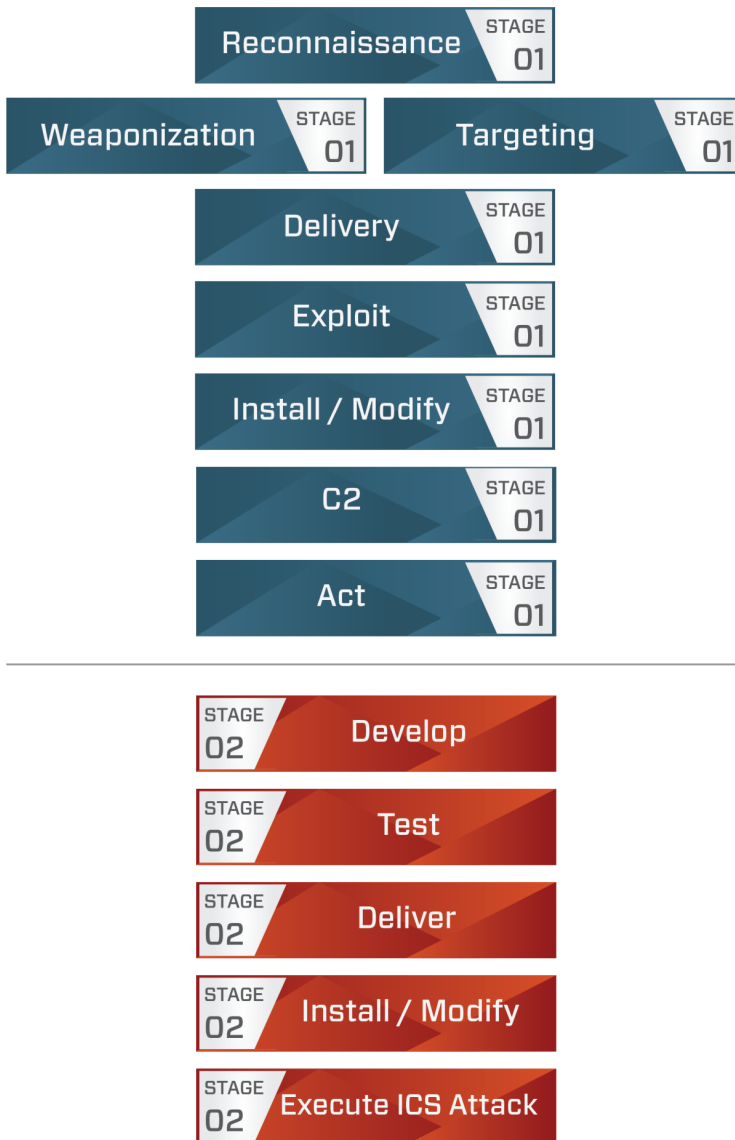 Reconnaissance STAGE 01
Weaponization STAGE 01
Targeting STAGE 01
Delivery STAGE 01
Exploit STAGE 01
Install / Modify STAGE 01
C2 STAGE 01
Act STAGE 01
STAGE 02 Develop
STAGE 02 Test
STAGE 02 Deliver
STAGE 02 Install / Modify
STAGE 02 Execute ICS Attack